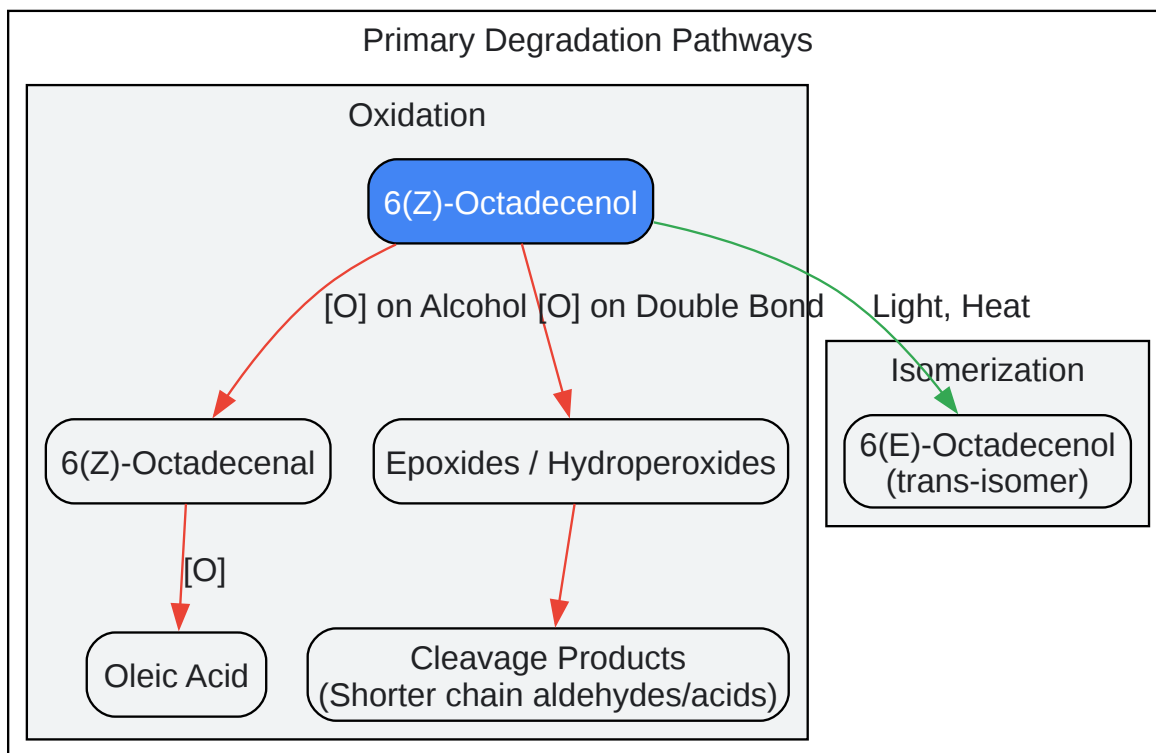 Primary Degradation Pathways
Oxidation
6(Z)-Octadecenol
[O] on Alcohol
[O] on Double Bond
Light, Heat
Isomerization
6(Z)-Octadecenal
Epoxides / Hydroperoxides
6(E)-Octadecenol
(trans-isomer)
[O]
Oleic Acid
Cleavage Products
(Shorter chain aldehydes/acids)